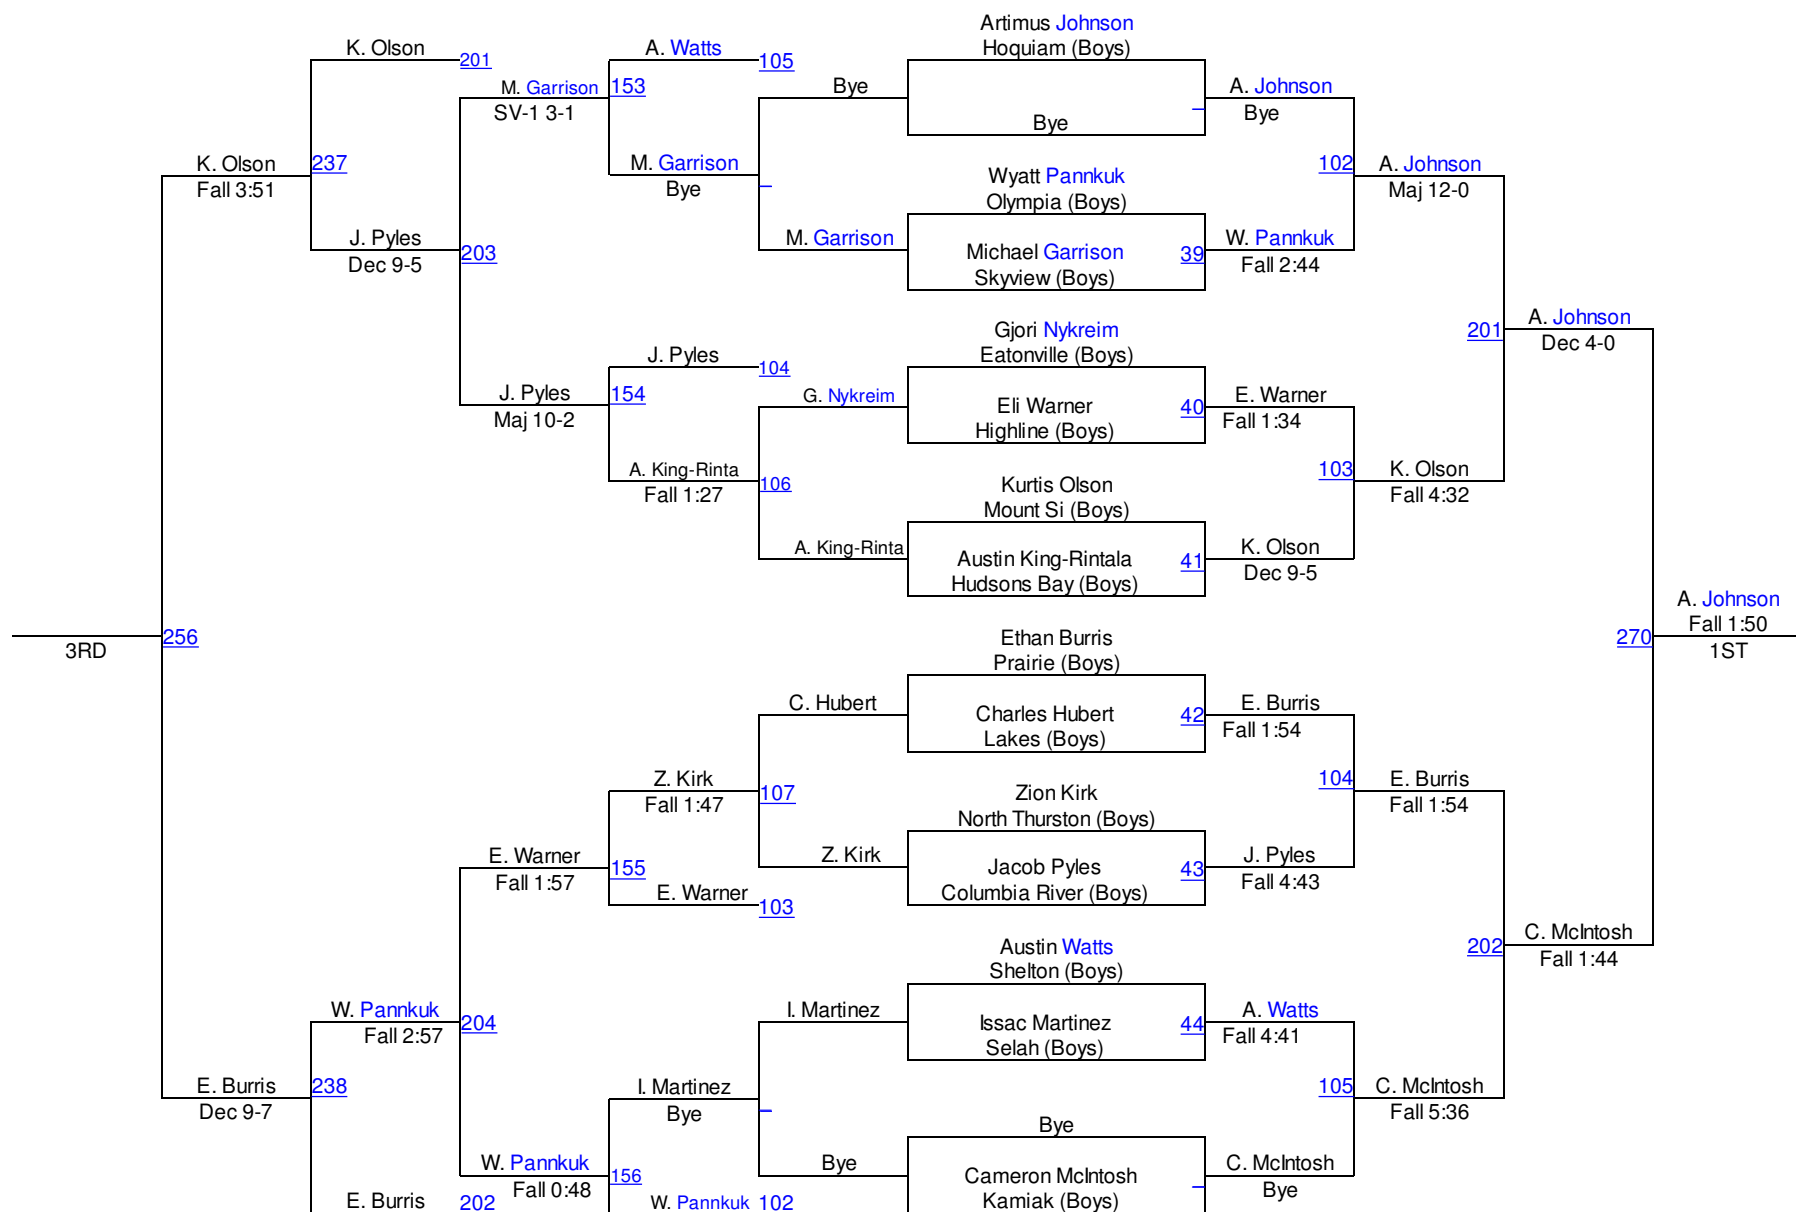 Artimus Johnson
K. Olson
A. Watts
Hoquiam (Boys)
201
105
M. Garrison
153
Bye
A. Johnson
SV-1 3-1
Bye
Bye
K. Olson
237
M. Garrison
102
A. Johnson
Fall 3:51
Bye
Wyatt Pannkuk
Maj 12-0
Olympia (Boys)
J. Pyles
203
M. Garrison
Michael Garrison
39
W. Pannkuk
Dec 9-5
Skyview (Boys)
Fall 2:44
Gjori Nykreim
201
A. Johnson
J. Pyles
104
Eatonville (Boys)
Dec 4-0
J. Pyles
154
G. Nykreim
Eli Warner
40
E. Warner
Maj 10-2
Highline (Boys)
Fall 1:34
A. King-Rinta
106
Kurtis Olson
103
K. Olson
Fall 1:27
Mount Si (Boys)
Fall 4:32
A. King-Rinta
Austin King-Rintala
41
K. Olson
Hudsons Bay (Boys)
Dec 9-5
A. Johnson
256
Ethan Burris
270
Fall 1:50
3RD
Prairie (Boys)
1ST
C. Hubert
Charles Hubert
42
E. Burris
Lakes (Boys)
Fall 1:54
Z. Kirk
107
Zion Kirk
104
E. Burris
Fall 1:47
North Thurston (Boys)
Fall 1:54
E. Warner
155
Z. Kirk
Jacob Pyles
43
J. Pyles
Fall 1:57
Columbia River (Boys)
Fall 4:43
E. Warner
103
Austin Watts
202
C. McIntosh
Shelton (Boys)
Fall 1:44
W. Pannkuk
204
I. Martinez
Issac Martinez
44
A. Watts
Fall 2:57
Selah (Boys)
Fall 4:41
E. Burris
238
I. Martinez
105
C. McIntosh
Dec 9-7
Bye
Bye
Fall 5:36
W. Pannkuk
156
Bye
Cameron McIntosh
C. McIntosh
Fall 0:48
Kamiak (Boys)
Bye
E. Burris
202
W. Pannkuk
102